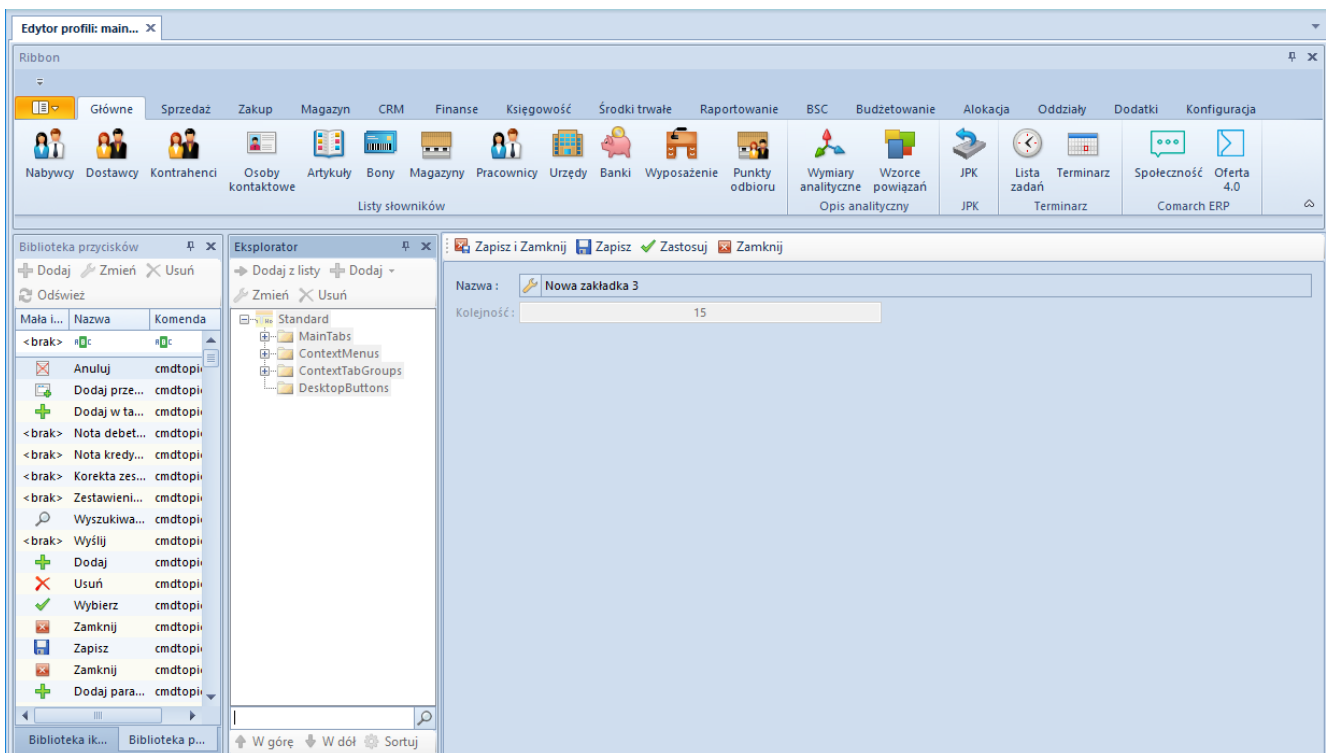 Edytor profili: main...
Ribbon
Główne Sprzedaż Zakup Magazyn CRM Finanse Księgowość Środki trwałe Raportowanie BSC Budżetowanie Alokacja Oddziały Dodatki Konfiguracja
Nabywcy Dostawcy Kontrahenci Osoby kontaktowe Artykuły Bony Magazyny Pracownicy Urzędy Banki Wyposażenie Punkty odbioru Wymiary analityczne Wzorce powiązań JPK Lista zadań Terminarz Społeczność Oferta 4.0
Listy słowników Opis analityczny JPK Terminarz Comarch ERP
Biblioteka przycisków
Dodaj Zmień Usuń
Odśwież
Mała i... Nazwa Komenda
<brak>
Anuluj cmdtopi
Dodaj prze... cmdtopi
Dodaj w ta... cmdtopi
<brak> Nota debet... cmdtopi
<brak> Nota kredy... cmdtopi
<brak> Korekta zes... cmdtopi
<brak> Zestawieni... cmdtopi
Wyszukiwa... cmdtopi
<brak> Wyślij cmdtopi
Dodaj cmdtopi
Usuń cmdtopi
Wybierz cmdtopi
Zamknij cmdtopi
Zapisz cmdtopi
Zamknij cmdtopi
Dodaj para... cmdtopi
Biblioteka ik... Biblioteka p...
Eksplorator
Dodaj z listy Dodaj
Zmień Usuń
Standard
MainTabs
ContextMenus
ContextTabGroups
DesktopButtons
W górę W dół Sortuj
Zapisz i Zamknij Zapisz Zastosuj Zamknij
Nazwa : Nowa zakładka 3
Kolejność : 15